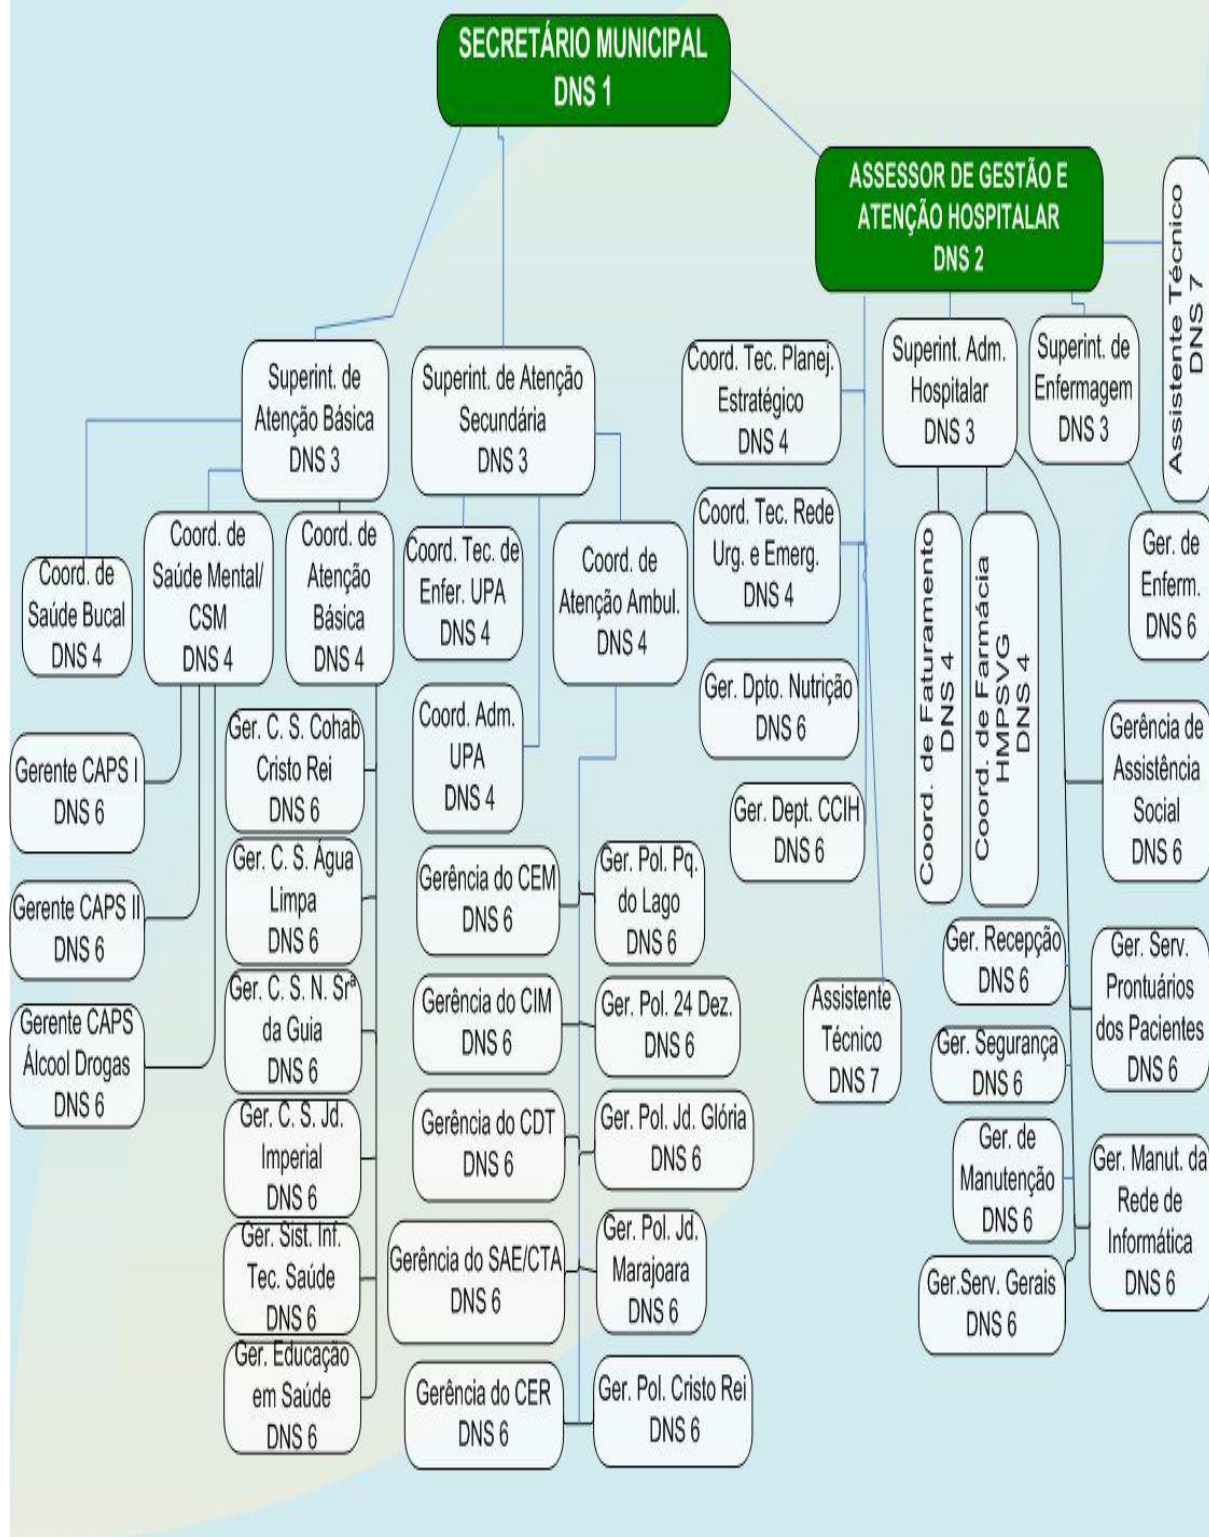 SECRETÁRIO MUNICIPAL
DNS 1
ASSESSOR DE GESTÃO E
ATENÇÃO HOSPITALAR
DNS 2
Assistente Técnico
DNS 7
Superint. de
Atenção Básica
DNS 3
Superint. de Atenção
Secundária
DNS 3
Coord. Tec. Planej.
Estratégico
DNS 4
Superint. Adm.
Hospitalar
DNS 3
Superint. de
Enfermagem
DNS 3
Coord. de
Saúde Bucal
DNS 4
Coord. de
Saúde Mental/
CSM
DNS 4
Coord. de
Atenção
Básica
DNS 4
Coord. Tec. de
Enfer. UPA
DNS 4
Coord. de
Atenção Ambul.
DNS 4
Coord. Tec. Rede
Urg. e Emerg.
DNS 4
Coord. de Faturamento
DNS 4
Coord. de Farmácia
HMPSVG
DNS 4
Ger. de
Enferm.
DNS 6
Gerente CAPS I
DNS 6
Gerente CAPS II
DNS 6
Gerente CAPS
Álcool Drogas
DNS 6
Ger. C. S. Cohab
Cristo Rei
DNS 6
Ger. C. S. Água
Limpa
DNS 6
Ger. C. S. N. Srª
da Guia
DNS 6
Ger. C. S. Jd.
Imperial
DNS 6
Ger. Sist. Inf.
Tec. Saúde
DNS 6
Ger. Educação
em Saúde
DNS 6
Coord. Adm.
UPA
DNS 4
Gerência do CEM
DNS 6
Gerência do CIM
DNS 6
Gerência do CDT
DNS 6
Gerência do SAE/CTA
DNS 6
Gerência do CER
DNS 6
Ger. Pol. Pq.
do Lago
DNS 6
Ger. Pol. 24 Dez.
DNS 6
Ger. Pol. Jd. Glória
DNS 6
Ger. Pol. Jd.
Marajoara
DNS 6
Ger. Pol. Cristo Rei
DNS 6
Ger. Dpto. Nutrição
DNS 6
Ger. Dept. CCIH
DNS 6
Assistente
Técnico
DNS 7
Gerência de
Assistência
Social
DNS 6
Ger. Recepção
DNS 6
Ger. Serv.
Prontuários
dos Pacientes
DNS 6
Ger. Segurança
DNS 6
Ger. de
Manutenção
DNS 6
Ger. Manut. da
Rede de
Informática
DNS 6
Ger.Serv. Gerais
DNS 6